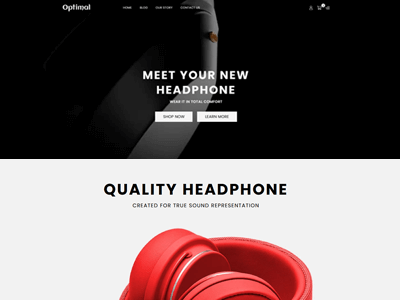 Optimal
HOME BLOG OUR STORY CONTACT US
MEET YOUR NEW
HEADPHONE
WEAR IT IN TOTAL COMFORT
SHOP NOW LEARN MORE
QUALITY HEADPHONE
CREATED FOR TRUE SOUND REPRESENTATION